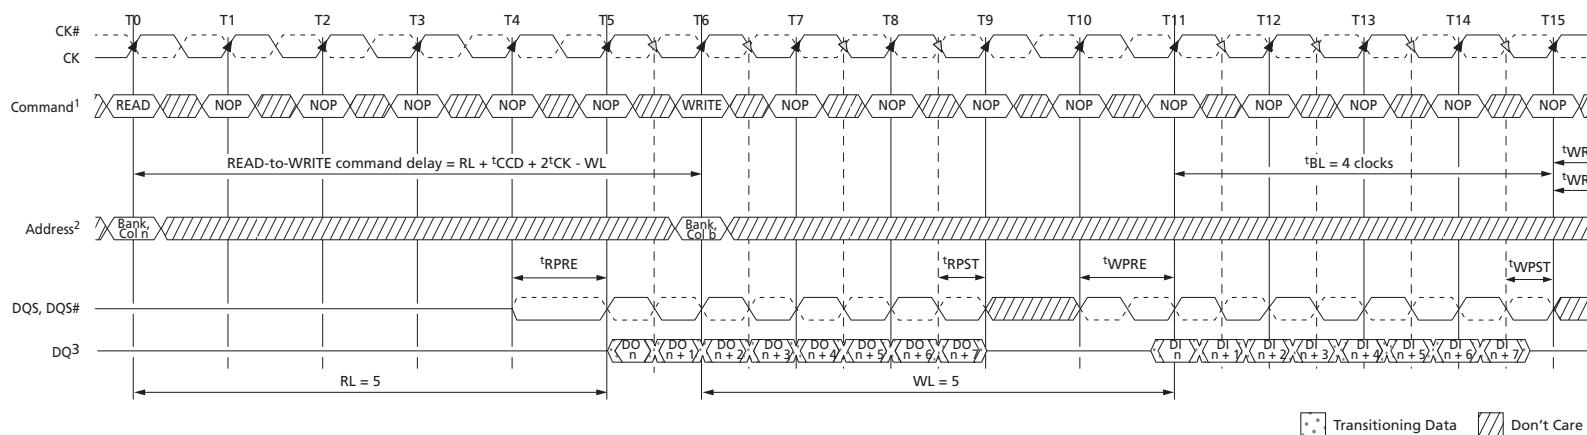 T0 T1 T2 T3 T4 T5 T6 T7 T8 T9 T10 T11 T12 T13 T14 T15
CK#
CK
Command1 READ NOP NOP NOP NOP NOP WRITE NOP NOP NOP NOP NOP NOP NOP NOP NOP
READ-to-WRITE command delay = RL + tCCD + 2tCK - WL tBL = 4 clocks tWR
tWR
Address2 Bank, Col n Bank, Col b
tRPRE tRPST tWPRE tWPST
DQS, DQS#
DQ3 DO n DO n + 1 DO n + 2 DO n + 3 DO n + 4 DO n + 5 DO n + 6 DO n + 7 DI n DI n + 1 DI n + 2 DI n + 3 DI n + 4 DI n + 5 DI n + 6 DI n + 7
RL = 5 WL = 5
Transitioning Data Don't Care